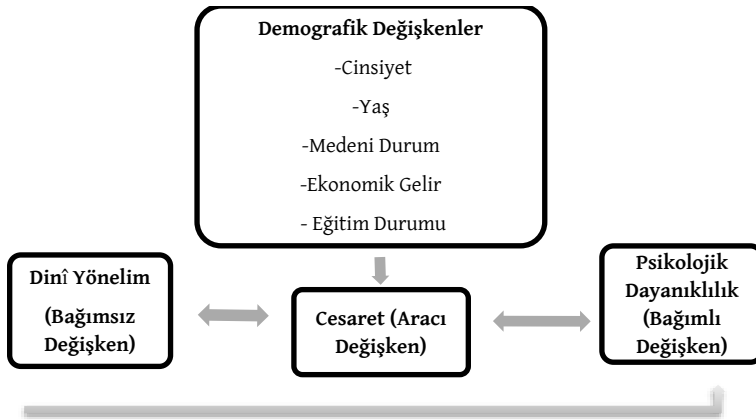 Demografik Değişkenler
-Cinsiyet
-Yaş
-Medeni Durum
-Ekonomik Gelir
- Eğitim Durumu
Dinî Yönelim
(Bağımsız
Değişken)
Cesaret (Aracı
Değişken)
Psikolojik
Dayanıklılık
(Bağımlı
Değişken)